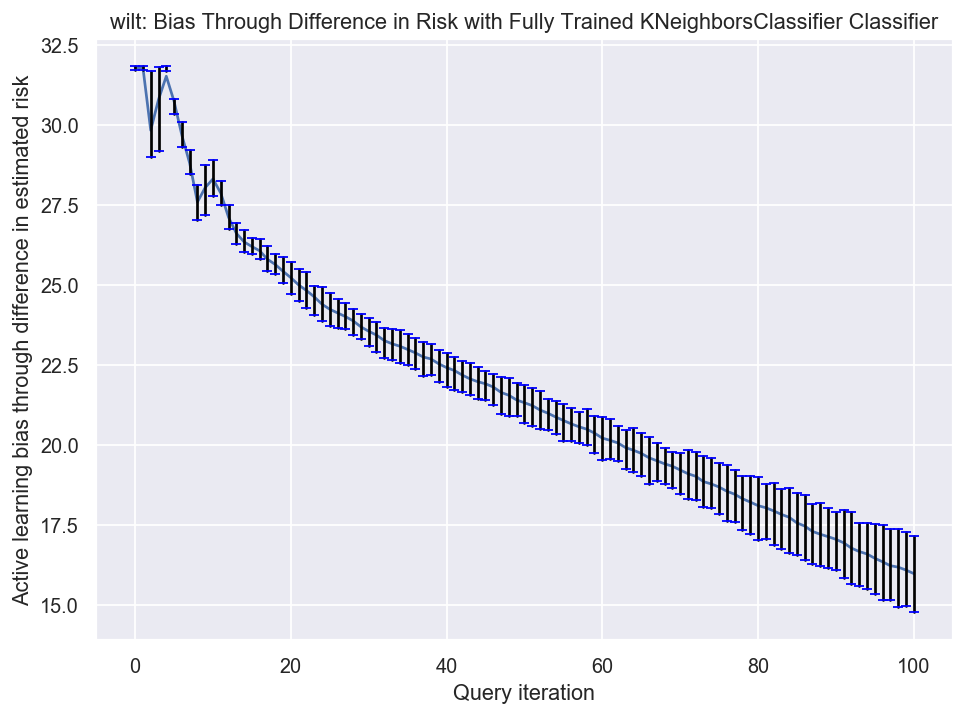 wilt: Bias Through Difference in Risk with Fully Trained KNeighborsClassifier Classifier
Active learning bias through difference in estimated risk
32.5
30.0
27.5
25.0
22.5
20.0
17.5
15.0
0 20 40 60 80 100
Query iteration